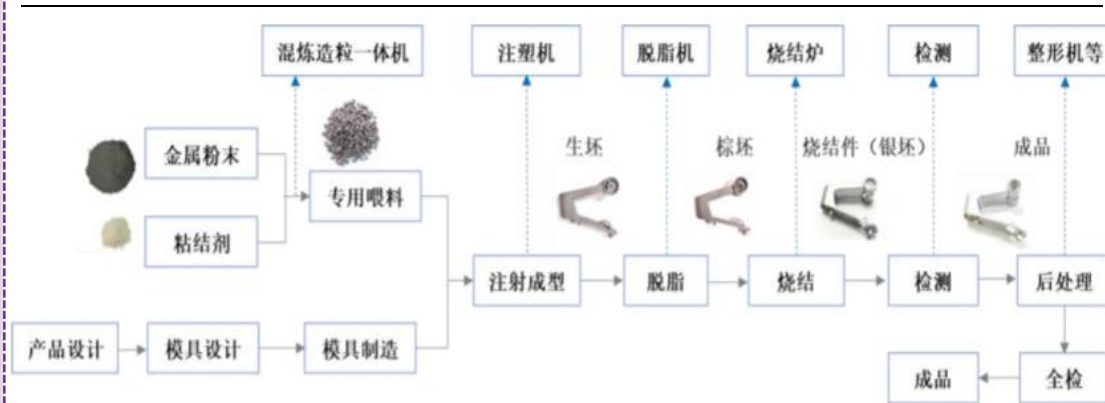 混炼造粒一体机
注塑机
脱脂机
烧结炉
检测
整形机等
金属粉末
专用喂料
粘结剂
生坯
棕坯
烧结件（银坯）
成品
注射成型
脱脂
烧结
检测
后处理
产品设计
模具设计
模具制造
成品
全检